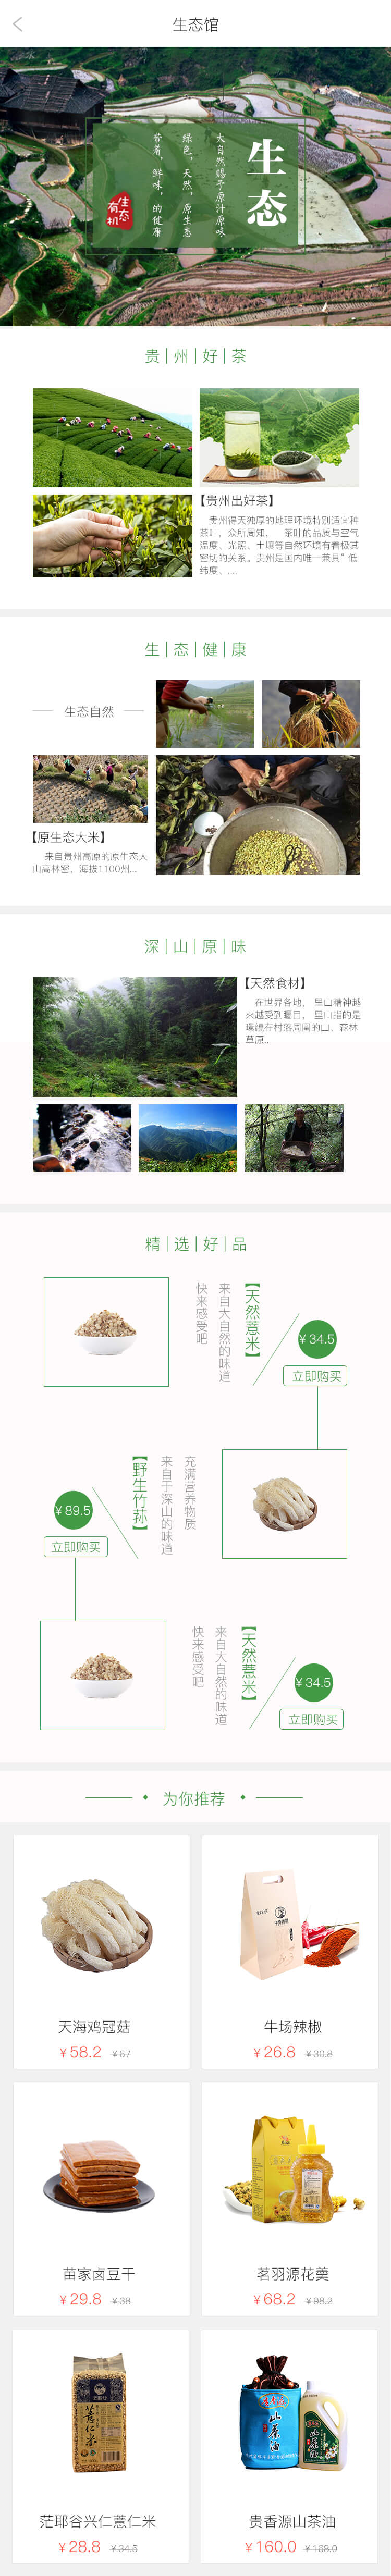 生态馆
生态
大自然赐予原汁原味
绿色，天然，原生态
带着，鲜味，的健康
生态
有机
贵|州|好|茶
【贵州出好茶】
贵州得天独厚的地理环境特别适宜种
茶叶，众所周知， 茶叶的品质与空气
温度、光照、土壤等自然环境有着极其
密切的关系。贵州是国内唯一兼具“低
纬度、....
生|态|健|康
生态自然
【原生态大米】
来自贵州高原的原生态大
山高林密，海拔1100州...
深|山|原|味
【天然食材】
在世界各地， 里山精神越
来越受到瞩目， 里山指的是
環繞在村落周圍的山、森林
草原..
精|选|好|品
【天然薏米】
来自大自然的味道
快来感受吧
￥34.5
立即购买
【野生竹荪】
充满营养物质
来自于深山的味道
￥89.5
立即购买
【天然薏米】
来自大自然的味道
快来感受吧
￥34.5
立即购买
为你推荐
天海鸡冠菇
￥58.2 ￥67
牛场辣椒
￥26.8 ￥30.8
苗家卤豆干
￥29.8 ￥38
茗羽源花羹
￥68.2 ￥98.2
薏仁米
茫耶谷兴仁薏仁米
￥28.8 ￥34.5
山茶油
山茶油
贵香源山茶油
￥160.0 ￥168.0